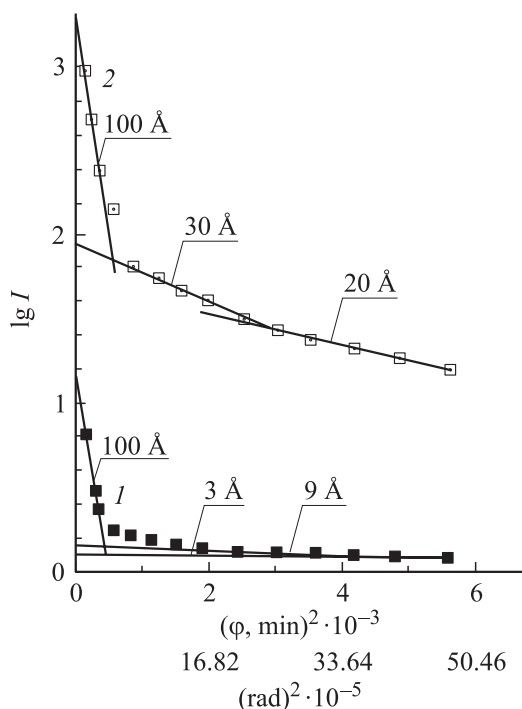 3
2
100 Å
30 Å
2
20 Å
lg I
1
100 Å
1
3 Å
9 Å
0
0 2 4 6
(φ, min)² · 10⁻³
16.82 33.64 50.46
(rad)² · 10⁻⁵